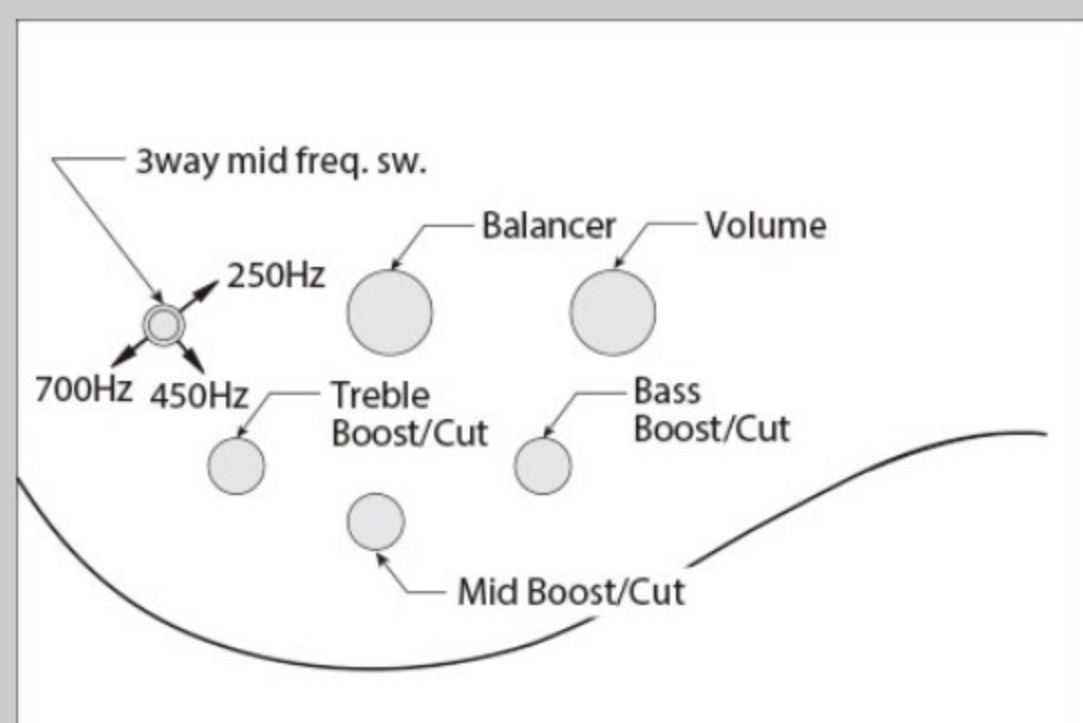 3way mid freq. sw.
Balancer
Volume
250Hz
700Hz
450Hz
Treble
Boost/Cut
Bass
Boost/Cut
Mid Boost/Cut